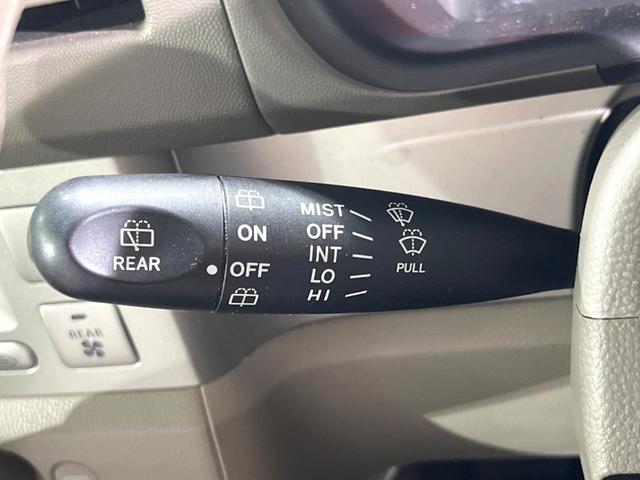 REAR
ON
OFF
MIST
OFF
INT
LO
HI
PULL
REAR